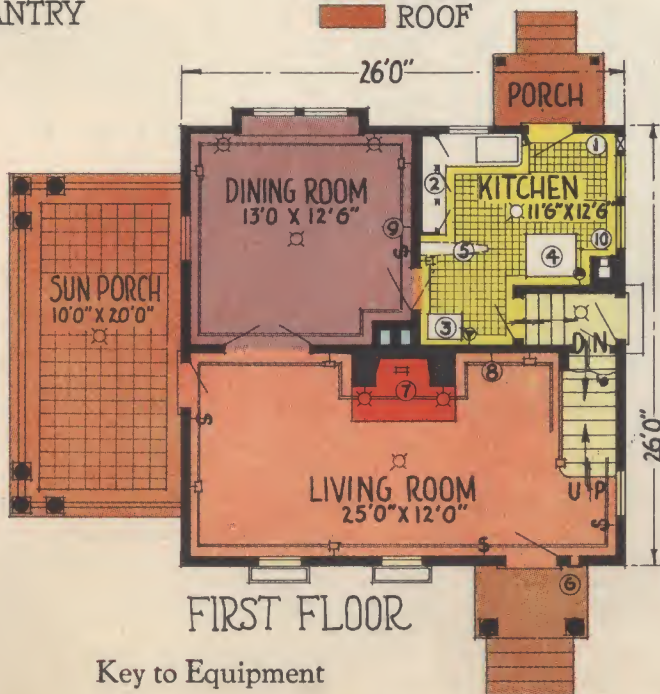 ANTRY
ROOF
26'0"
PORCH
1
2
KITCHEN
11'6"X12'6"
DINING ROOM
13'0 X 12'6"
9
S
5
10
4
SUN PORCH
10'0"X20'0"
3
DN
8
7
26'0"
S
LIVING ROOM
25'0"X12'0"
UP
S
S
6
FIRST FLOOR
Key to Equipment